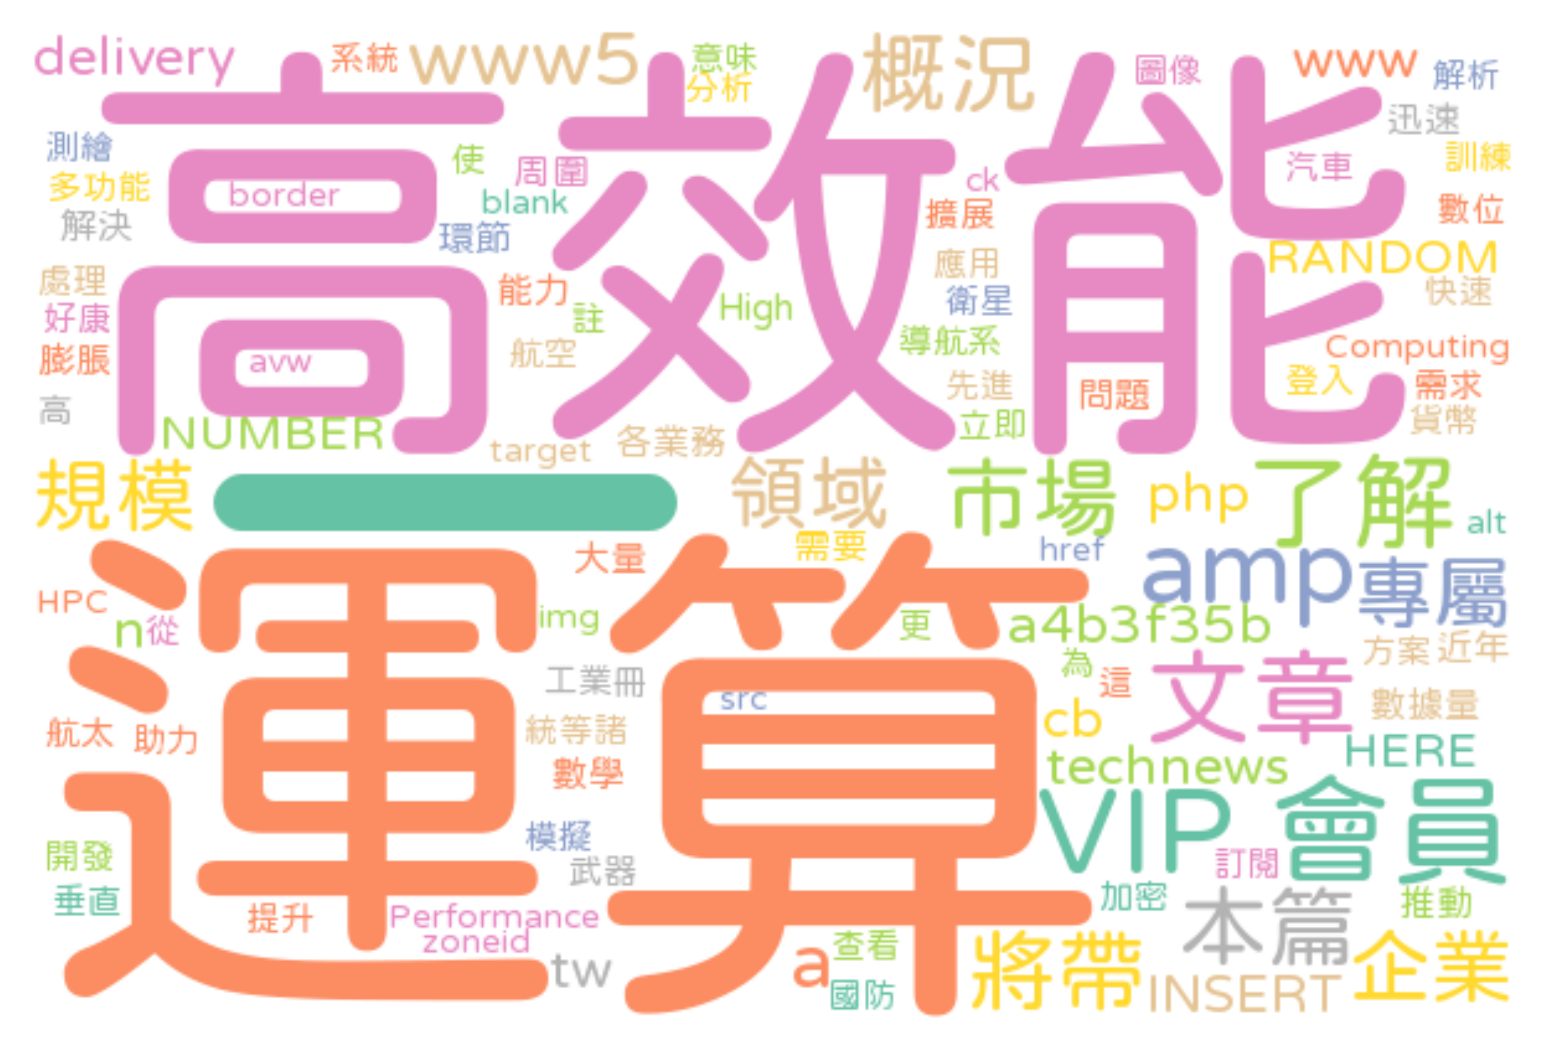 delivery
系統
www5
意味
分析
概況
圖像
www
解析
迅速
高效能
測繪
多功能
解決
border
使
周圍
blank
環節
ck
擴展
汽車
訓練
數位
RANDOM
處理
好康
膨脹
高
avw
能力
註
航空
High
應用
衛星
導航系
先進
立即
快速
Computing
登入
需求
貨幣
問題
NUMBER
target
各業務
規模
一
領域
市場
php
了解
alt
運算
大量
需要
href
amp
專屬
HPC
n
從
img
更
a4b3f35b
為
這
方案
近年
工業冊
src
文章
數據量
航太
助力
統等諸
數學
cb
technews
HERE
模擬
武器
VIP
會員
訂閱
開發
垂直
提升
Performance
zoneid
tw
a
查看
國防
加密
本篇
推動
將帶
INSERT
企業